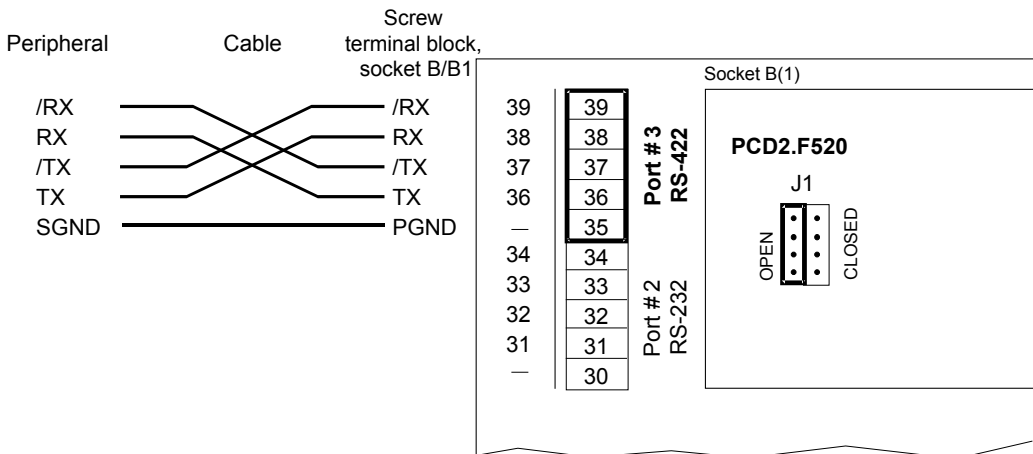 Peripheral
Cable
Screw
terminal block,
socket B/B1
/RX
RX
/TX
TX
SGND
/RX
RX
/TX
TX
PGND
39
38
37
36
—
34
33
32
31
—
39
38
37
36
35
34
33
32
31
30
Port # 3
RS-422
Port # 2
RS-232
Socket B(1)
PCD2.F520
J1
OPEN
CLOSED